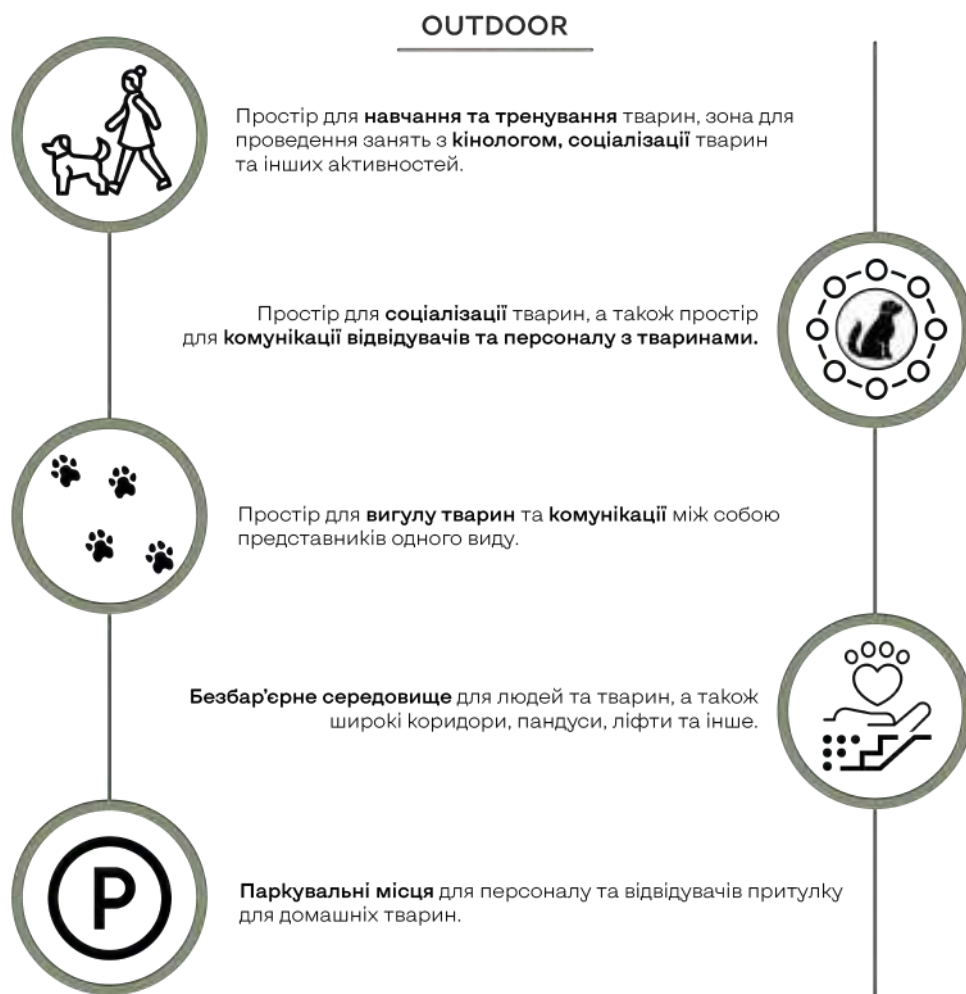 OUTDOOR
Простір для навчання та тренування тварин, зона для
проведення занять з кінологом, соціалізації тварин
та інших активностей.
Простір для соціалізації тварин, а також простір
для комунікації відвідувачів та персоналу з тваринами.
Простір для вигулу тварин та комунікації між собою
представників одного виду.
Безбар’єрне середовище для людей та тварин, а також
широкі коридори, пандуси, ліфти та інше.
P
Паркувальні місця для персоналу та відвідувачів притулку
для домашніх тварин.